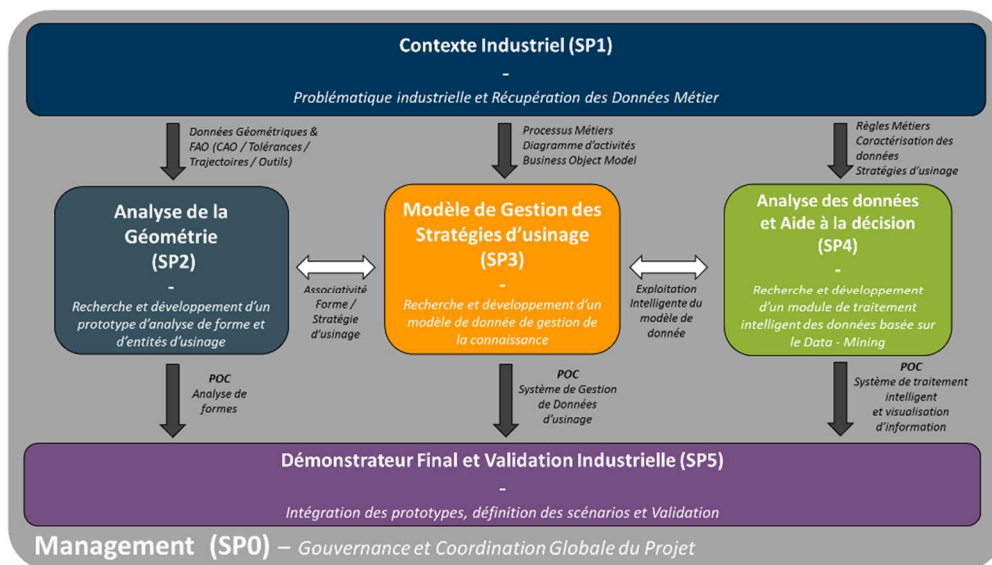 Contexte Industriel (SP1)
-
Problématique industrielle et Récupération des Données Métier
Données Géométriques &
FAO (CAO / Tolérances /
Trajectoires / Outils)
Processus Métiers
Diagramme d'activités
Business Object Model
Règles Métiers
Caractérisation des
données
Stratégies d'usinage
Analyse de la
Géométrie
(SP2)
-
Recherche et développement d'un
prototype d'analyse de forme et
d'entités d'usinage
Associativité
Forme /
Stratégie
d'usinage
Modèle de Gestion des
Stratégies d'usinage
(SP3)
-
Recherche et développement d'un
modèle de donnée de gestion de
la connaissance
Exploitation
Intelligente du
modèle de
donnée
Analyse des données
et Aide à la décision
(SP4)
-
Recherche et développement
d'un module de traitement
intelligent des données basée sur
le Data - Mining
POC
Analyse de
formes
POC
Système de Gestion
de Données
d'usinage
POC
Système de traitement
intelligent
et visualisation
d'information
Démonstrateur Final et Validation Industrielle (SP5)
-
Intégration des prototypes, définition des scénarios et Validation
Management (SP0) – Gouvernance et Coordination Globale du Projet